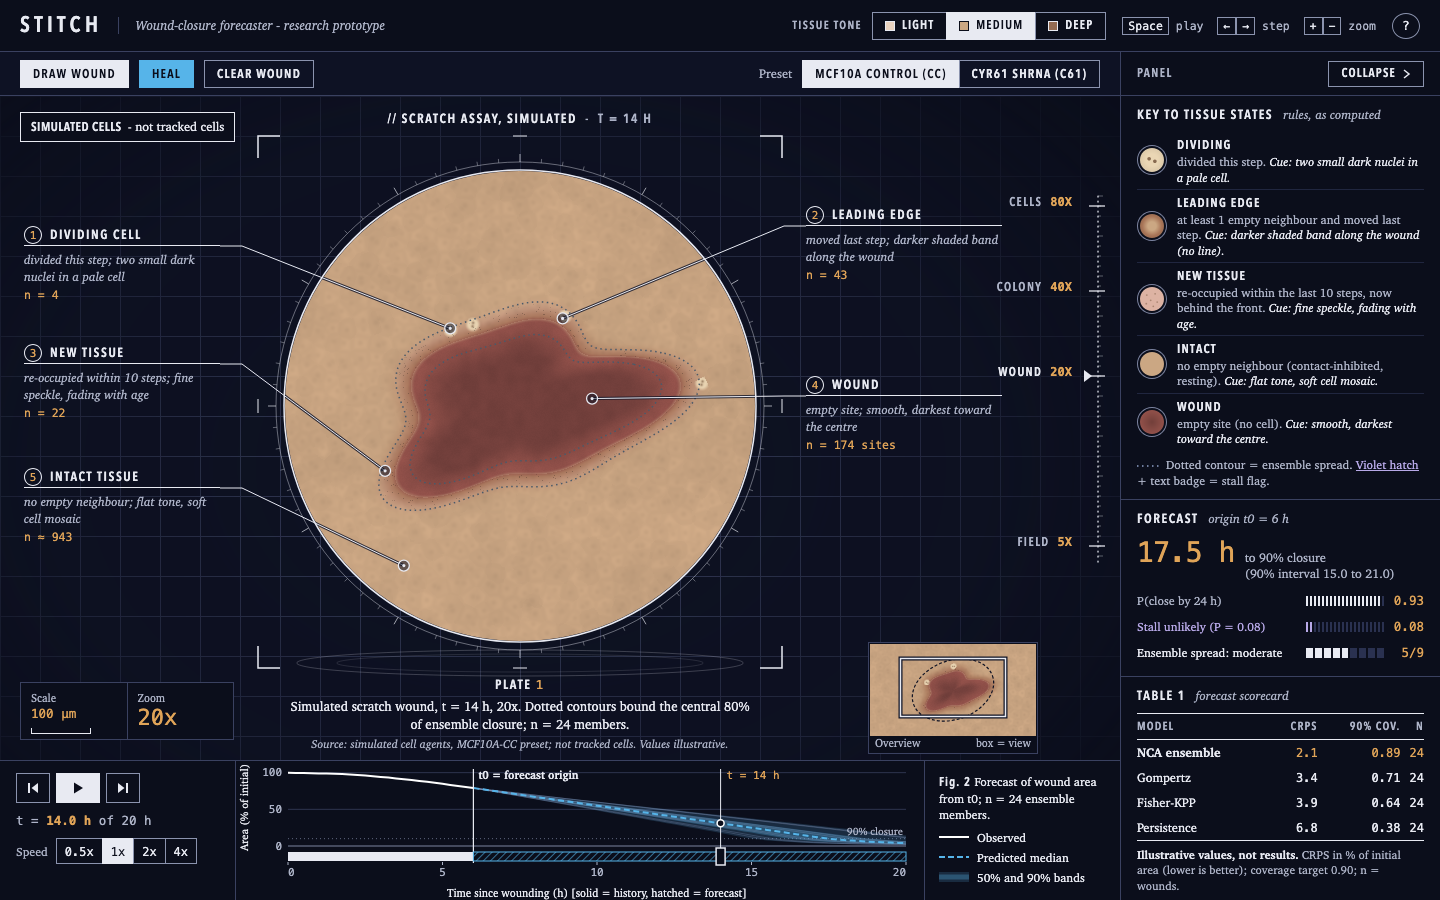 STITCH
Wound-closure forecaster - research prototype
TISSUE TONE
LIGHT
MEDIUM
DEEP
Space play
← → step
+ − zoom
?
DRAW WOUND
HEAL
CLEAR WOUND
Preset
MCF10A CONTROL (CC)
CYR61 SHRNA (C61)
PANEL
COLLAPSE >
SIMULATED CELLS - not tracked cells
// SCRATCH ASSAY, SIMULATED - T = 14 H
1 DIVIDING CELL
divided this step; two small dark
nuclei in a pale cell
n = 4
2 LEADING EDGE
moved last step; darker shaded band
along the wound
n = 43
3 NEW TISSUE
re-occupied within 10 steps; fine
speckle, fading with age
n = 22
4 WOUND
empty site; smooth, darkest toward
the centre
n = 174 sites
5 INTACT TISSUE
no empty neighbour; flat tone, soft
cell mosaic
n ≈ 943
CELLS 80X
COLONY 40X
WOUND 20X
FIELD 5X
Scale
100 µm
Zoom
20x
PLATE 1
Simulated scratch wound, t = 14 h, 20x. Dotted contours bound the central 80%
of ensemble closure; n = 24 members.
Source: simulated cell agents, MCF10A-CC preset; not tracked cells. Values illustrative.
Overview
box = view
KEY TO TISSUE STATES rules, as computed
DIVIDING
divided this step. Cue: two small dark nuclei in
a pale cell.
LEADING EDGE
at least 1 empty neighbour and moved last
step. Cue: darker shaded band along the wound
(no line).
NEW TISSUE
re-occupied within the last 10 steps, now
behind the front. Cue: fine speckle, fading with
age.
INTACT
no empty neighbour (contact-inhibited,
resting). Cue: flat tone, soft cell mosaic.
WOUND
empty site (no cell). Cue: smooth, darkest
toward the centre.
····· Dotted contour = ensemble spread. Violet hatch
+ text badge = stall flag.
FORECAST origin t0 = 6 h
17.5 h to 90% closure
(90% interval 15.0 to 21.0)
P(close by 24 h) 0.93
Stall unlikely (P = 0.08) 0.08
Ensemble spread: moderate 5/9
TABLE 1 forecast scorecard
MODEL CRPS 90% COV. N
NCA ensemble 2.1 0.89 24
Gompertz 3.4 0.71 24
Fisher-KPP 3.9 0.64 24
Persistence 6.8 0.38 24
Illustrative values, not results. CRPS in % of initial
area (lower is better); coverage target 0.90; n =
wounds.
t = 14.0 h of 20 h
Speed 0.5x 1x 2x 4x
Area (% of initial)
100
50
0
t0 = forecast origin
t = 14 h
90% closure
0 5 10 15 20
Time since wounding (h) [solid = history, hatched = forecast]
Fig. 2 Forecast of wound area
from t0; n = 24 ensemble
members.
Observed
Predicted median
50% and 90% bands